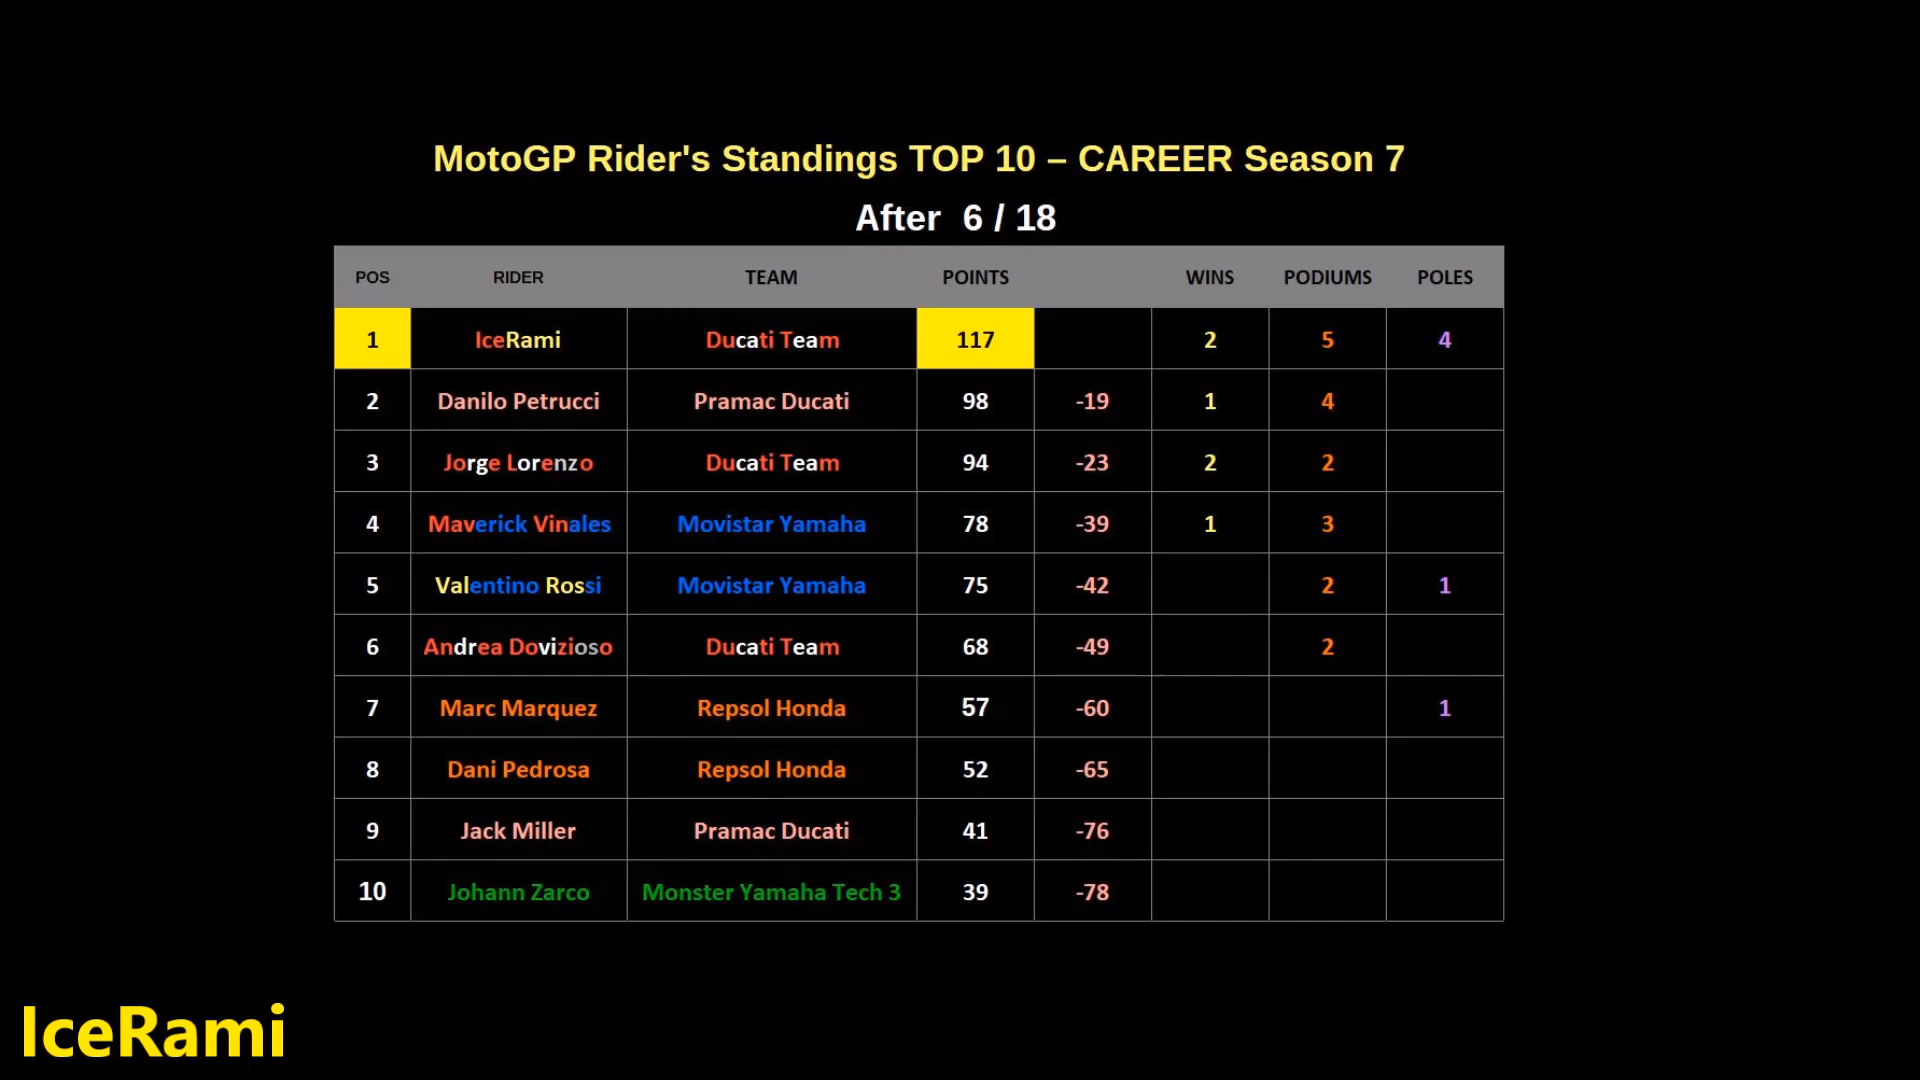 MotoGP Rider's Standings TOP 10 – CAREER Season 7
After 6 / 18
POS RIDER TEAM POINTS WINS PODIUMS POLES
1 IceRami Ducati Team 117 2 5 4
2 Danilo Petrucci Pramac Ducati 98 -19 1 4
3 Jorge Lorenzo Ducati Team 94 -23 2 2
4 Maverick Vinales Movistar Yamaha 78 -39 1 3
5 Valentino Rossi Movistar Yamaha 75 -42 2 1
6 Andrea Dovizioso Ducati Team 68 -49 2
7 Marc Marquez Repsol Honda 57 -60 1
8 Dani Pedrosa Repsol Honda 52 -65
9 Jack Miller Pramac Ducati 41 -76
10 Johann Zarco Monster Yamaha Tech 3 39 -78
IceRami